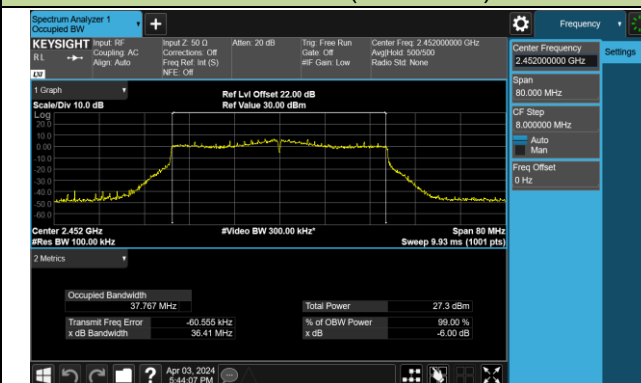 Spectrum Analyzer 1
Occupied BW
Frequency
KEYSIGHT
RL
LXI
Input: RF
Coupling: AC
Align: Auto
Input Z: 50 Ω
Corrections: Off
Freq Ref: Int (S)
NFE: Off
Atten: 20 dB
Trig: Free Run
Gate: Off
#IF Gain: Low
Center Freq: 2.452000000 GHz
Avg|Hold: 500/500
Radio Std: None
Center Frequency
2.452000000 GHz
Settings
Span
80.000 MHz
CF Step
8.000000 MHz
Auto
Man
Freq Offset
0 Hz
1 Graph
Scale/Div 10.0 dB
Ref Lvl Offset 22.00 dB
Ref Value 30.00 dBm
Log
20.0
10.0
0.00
-10.0
-20.0
-30.0
-40.0
-50.0
-60.0
Center 2.452 GHz
#Res BW 100.00 kHz
#Video BW 300.00 kHz*
Span 80 MHz
Sweep 9.93 ms (1001 pts)
2 Metrics
Occupied Bandwidth
37.767 MHz
Total Power 27.3 dBm
Transmit Freq Error -60.555 kHz
% of OBW Power 99.00 %
x dB Bandwidth 36.41 MHz
x dB -6.00 dB
?
Apr 03, 2024
5:44:07 PM